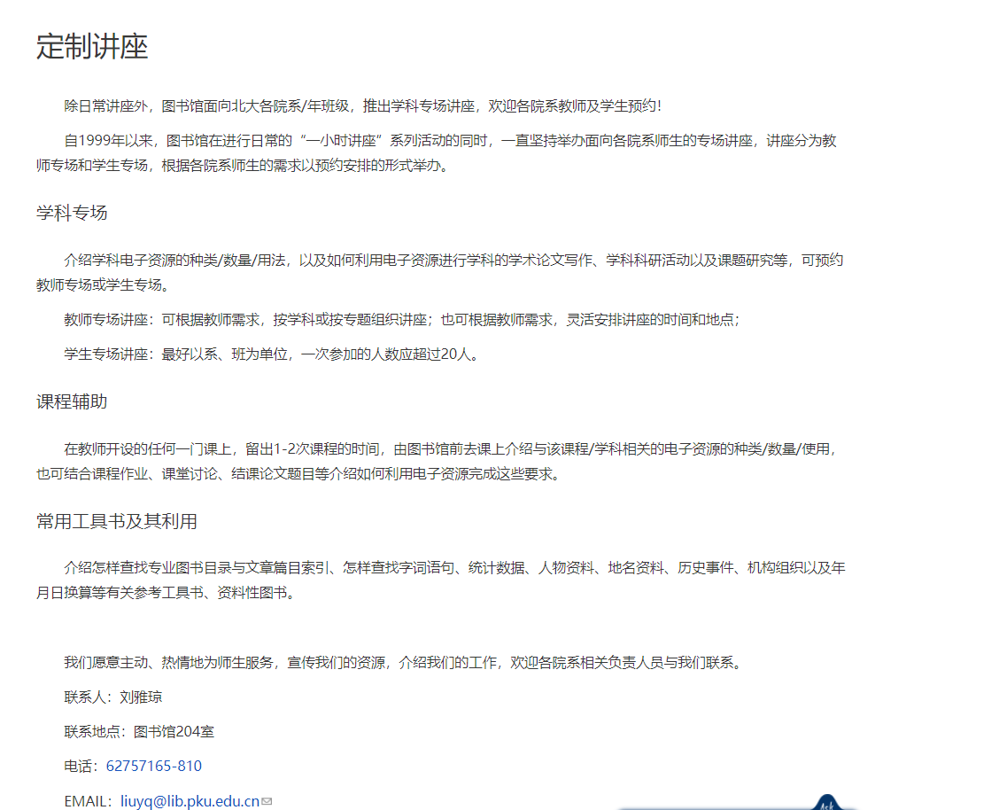 定制讲座
除日常讲座外，图书馆面向北大各院系/年班级，推出学科专场讲座，欢迎各院系教师及学生预约！
自1999年以来，图书馆在进行日常的“一小时讲座”系列活动的同时，一直坚持举办面向各院系师生的专场讲座，讲座分为教
师专场和学生专场，根据各院系师生的需求以预约安排的形式举办。
学科专场
介绍学科电子资源的种类/数量/用法，以及如何利用电子资源进行学科的学术论文写作、学科科研活动以及课题研究等，可预约
教师专场或学生专场。
教师专场讲座：可根据教师需求，按学科或按专题组织讲座；也可根据教师需求，灵活安排讲座的时间和地点；
学生专场讲座：最好以系、班为单位，一次参加的人数应超过20人。
课程辅助
在教师开设的任何一门课上，留出1-2次课程的时间，由图书馆前去课上介绍与该课程/学科相关的电子资源的种类/数量/使用，
也可结合课程作业、课堂讨论、结课论文题目等介绍如何利用电子资源完成这些要求。
常用工具书及其利用
介绍怎样查找专业图书目录与文章篇目索引、怎样查找字词语句、统计数据、人物资料、地名资料、历史事件、机构组织以及年
月日换算等有关参考工具书、资料性图书。
我们愿意主动、热情地为师生服务，宣传我们的资源，介绍我们的工作，欢迎各院系相关负责人员与我们联系。
联系人：刘雅琼
联系地点：图书馆204室
电话：62757165-810
EMAIL：liuyq@lib.pku.edu.cn
Ask